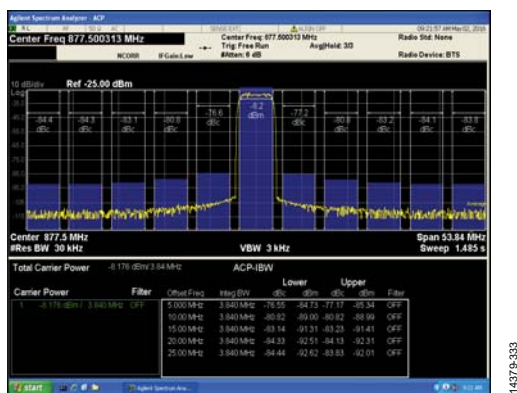 Agilent Spectrum Analyzer - ACP
Center Freq 877.500313 MHz
Center Freq: 877.500313 MHz
Radio Std: None
Trig: Free Run
Avg|Hold: 3/3
NCORR
IFGain:Low
#Atten: 6 dB
Radio Device: BTS
10 dB/div
Ref -25.00 dBm
Log
-84.4 dBc
-84.3 dBc
-83.1 dBc
-80.8 dBc
-76.6 dBc
-8.2 dBm
-77.2 dBc
-80.8 dBc
-83.2 dBc
-84.1 dBc
-83.8 dBc
Average
Center 877.5 MHz
Span 53.84 MHz
#Res BW 30 kHz
VBW 3 kHz
Sweep 1.485 s
Total Carrier Power
-8.176 dBm/ 3.84 MHz
ACP-IBW
Lower Upper
Carrier Power Filter
Offset Freq Integ BW dBc dBm dBc dBm Filter
1 -8.176 dBm / 3.840 MHz OFF
5.000 MHz 3.840 MHz -76.55 -84.73 -77.17 -85.34 OFF
10.00 MHz 3.840 MHz -80.82 -89.00 -80.82 -88.99 OFF
15.00 MHz 3.840 MHz -83.14 -91.31 -83.23 -91.41 OFF
20.00 MHz 3.840 MHz -84.33 -92.51 -84.13 -92.31 OFF
25.00 MHz 3.840 MHz -84.44 -92.62 -83.83 -92.01 OFF
start
14379-333